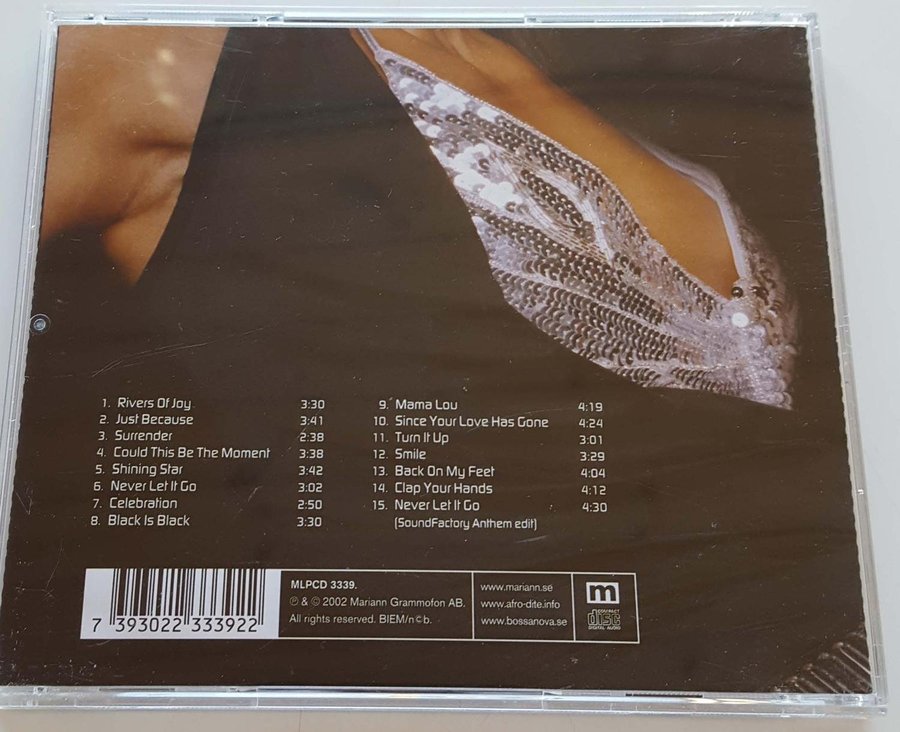 1. Rivers Of Joy 3:30
2. Just Because 3:41
3. Surrender 2:38
4. Could This Be The Moment 3:38
5. Shining Star 3:42
6. Never Let It Go 3:02
7. Celebration 2:50
8. Black Is Black 3:30
9. Mama Lou 4:19
10. Since Your Love Has Gone 4:24
11. Turn It Up 3:01
12. Smile 3:29
13. Back On My Feet 4:04
14. Clap Your Hands 4:12
15. Never Let It Go 4:30
(SoundFactory Anthem edit)
7 393022 333922
MLPCD 3339.
℗ & © 2002 Mariann Grammofon AB.
All rights reserved. BIEM/n©b.
www.mariann.se
www.afro-dite.info
www.bossanova.se
m
COMPACT
disc
DIGITAL AUDIO